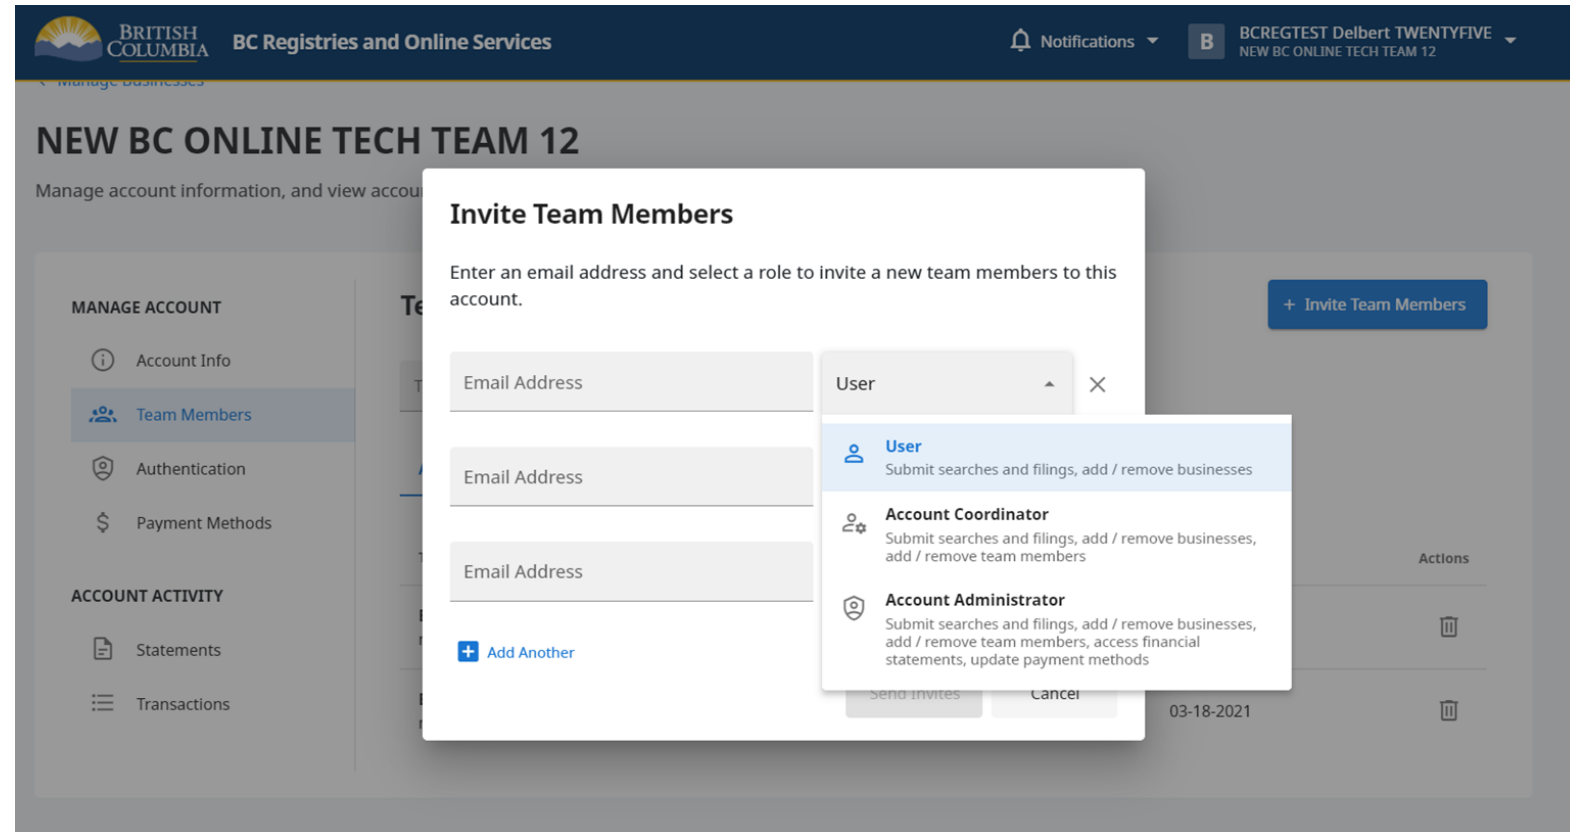 BRITISH
COLUMBIA
BC Registries and Online Services
Notifications
B
BCREGTEST Delbert TWENTYFIVE
NEW BC ONLINE TECH TEAM 12
Manage Businesses
NEW BC ONLINE TECH TEAM 12
Manage account information, and view accou
MANAGE ACCOUNT
Account Info
Team Members
Authentication
Payment Methods
ACCOUNT ACTIVITY
Statements
Transactions
Te
+ Invite Team Members
Actions
03-18-2021
Invite Team Members
Enter an email address and select a role to invite a new team members to this
account.
Email Address
User
Email Address
Email Address
Add Another
User
Submit searches and filings, add / remove businesses
Account Coordinator
Submit searches and filings, add / remove businesses,
add / remove team members
Account Administrator
Submit searches and filings, add / remove businesses,
add / remove team members, access financial
statements, update payment methods
Send Invites
Cancel